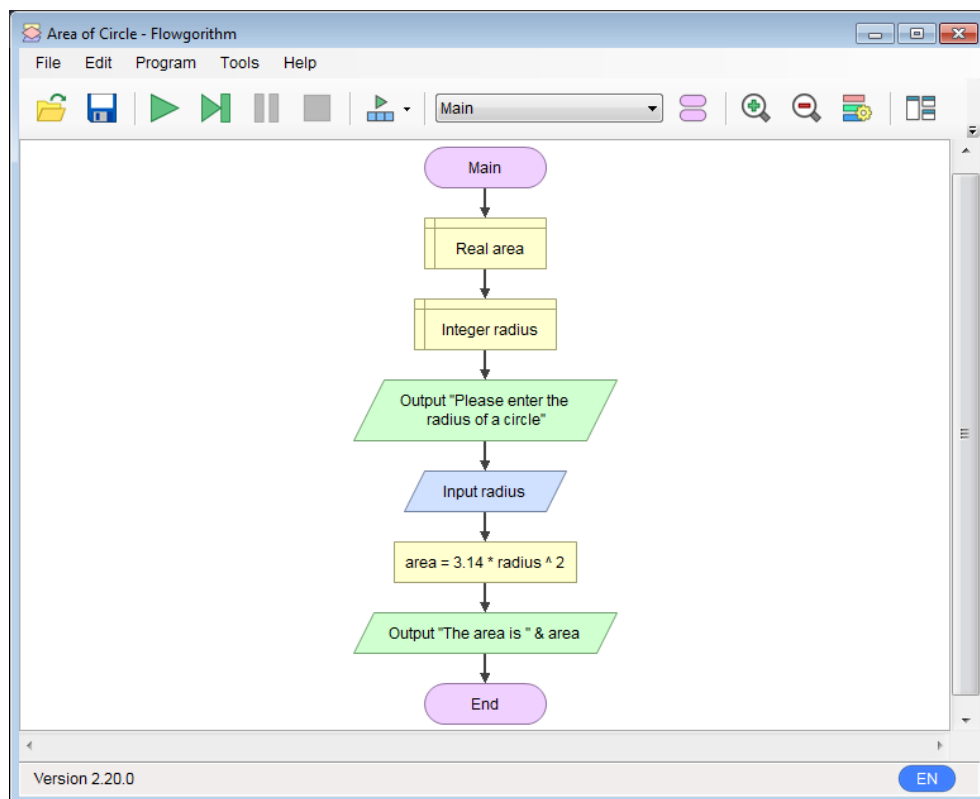 Area of Circle - Flowgorithm
File Edit Program Tools Help
Main
Main
Real area
Integer radius
Output "Please enter the
radius of a circle"
Input radius
area = 3.14 * radius ^ 2
Output "The area is " & area
End
Version 2.20.0
EN